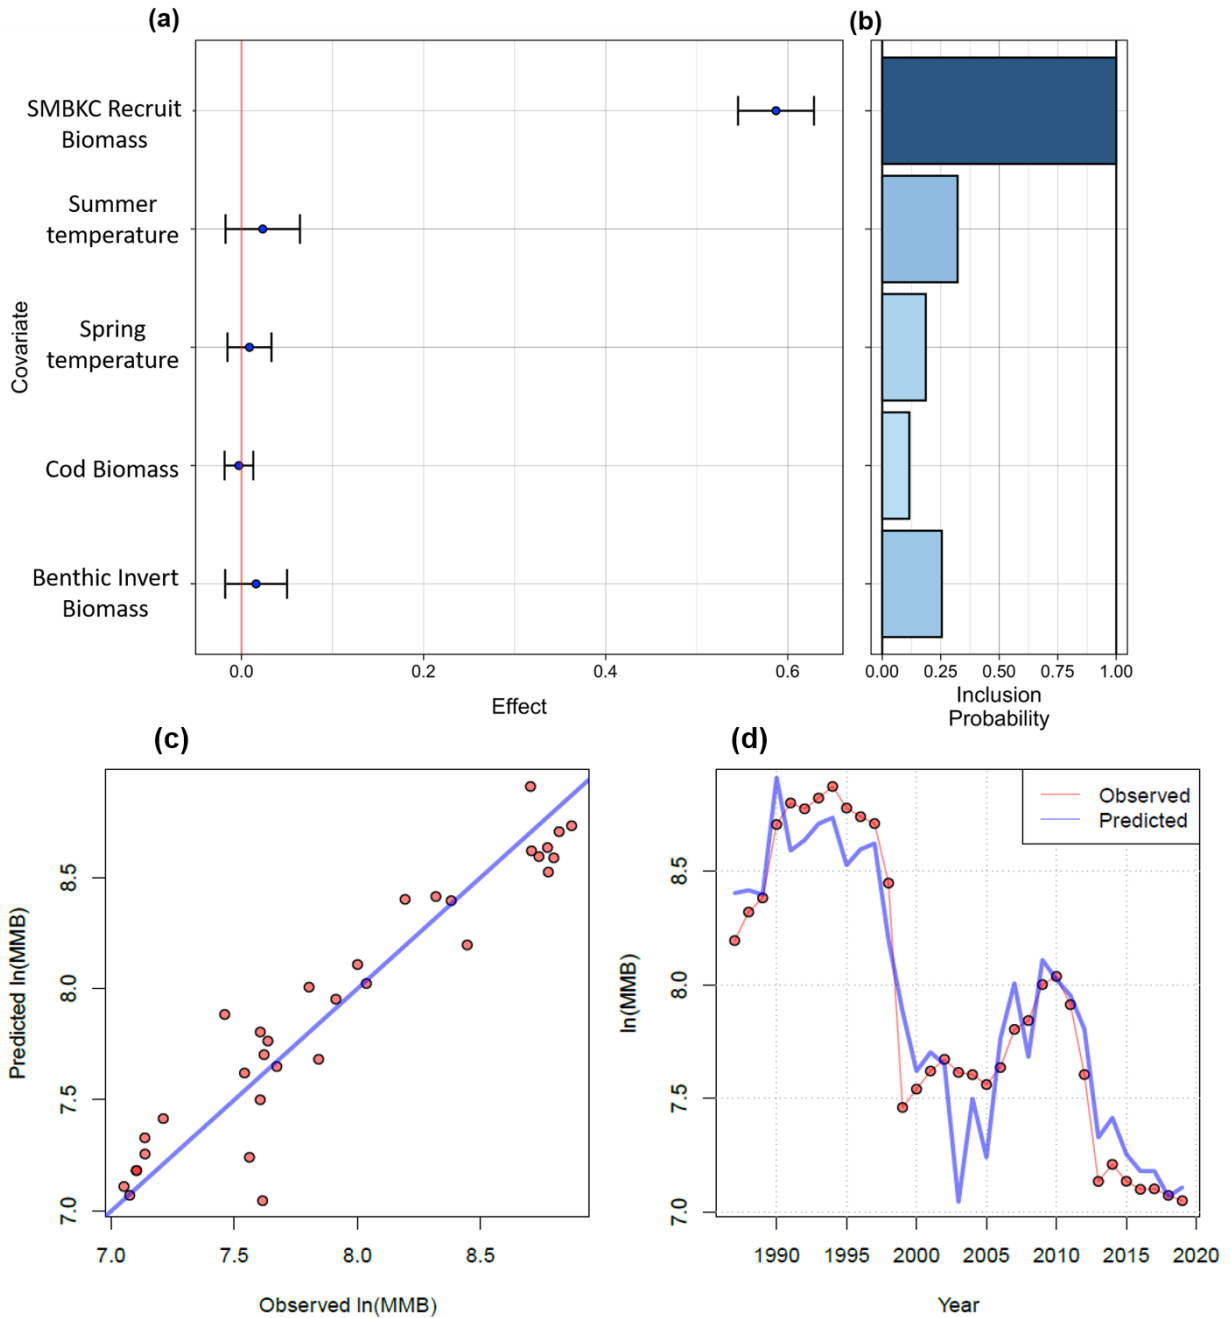 (a)
(b)
SMBKC Recruit
Biomass
Summer
temperature
Spring
temperature
Cod Biomass
Benthic Invert
Biomass
Covariate
0.0 0.2 0.4 0.6
Effect
0.00 0.25 0.50 0.75 1.00
Inclusion
Probability
(c)
8.5
8.0
7.5
7.0
Predicted ln(MMB)
7.0 7.5 8.0 8.5
Observed ln(MMB)
(d)
Observed
Predicted
8.5
8.0
7.5
7.0
ln(MMB)
1990 1995 2000 2005 2010 2015 2020
Year